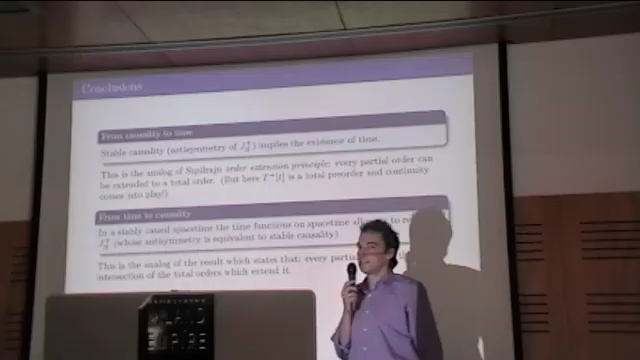 Conclusions
From causality to time
Stable causality (antisymmetry of J⁺ₛ) implies the existence of time.
This is the analog of Szpilrajn order extension principle: every partial order can
be extended to a total order. (But here T⁺[t] is a total preorder and continuity
comes into play!)
From time to causality
In a stably causal spacetime the time functions on spacetime allow to
J⁺ₛ (whose antisymmetry is equivalent to stable causality)
This is the analog of the result which states that: every partial the
intersection of the total orders which extend it.